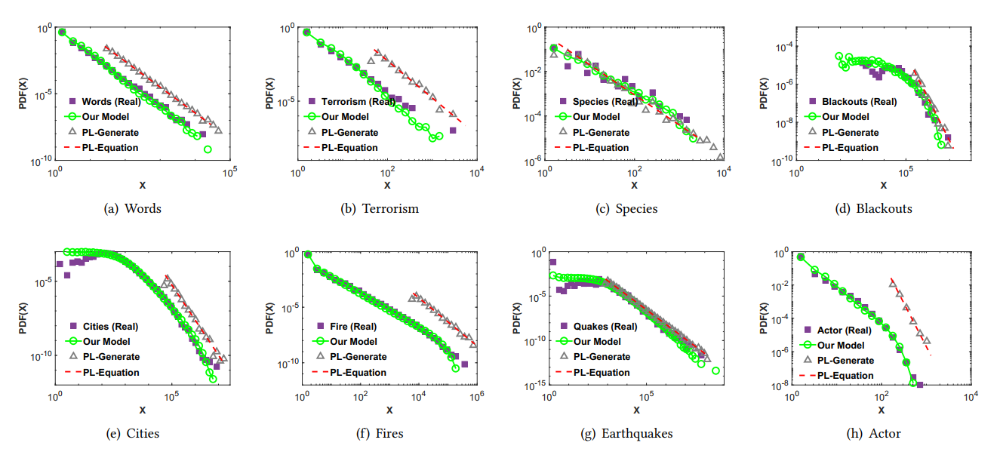 10^0
10^-5
10^-10
PDF(X)
Words (Real)
Our Model
PL-Generate
PL-Equation
10^0
10^5
X
(a) Words
10^0
10^-5
PDF(X)
Terrorism (Real)
Our Model
PL-Generate
PL-Equation
10^0
10^2
10^4
X
(b) Terrorism
10^0
10^-2
10^-4
10^-6
PDF(X)
Species (Real)
Our Model
PL-Generate
PL-Equation
10^0
10^2
10^4
X
(c) Species
10^-4
10^-6
10^-8
10^-10
PDF(X)
Blackouts (Real)
Our Model
PL-Generate
PL-Equation
10^0
10^5
X
(d) Blackouts
10^-5
10^-10
PDF(X)
Cities (Real)
Our Model
PL-Generate
PL-Equation
10^0
10^5
X
(e) Cities
10^0
10^-5
10^-10
PDF(X)
Fire (Real)
Our Model
PL-Generate
PL-Equation
10^0
10^2
10^4
10^6
X
(f) Fires
10^0
10^-5
10^-10
10^-15
PDF(X)
Quakes (Real)
Our Model
PL-Generate
PL-Equation
10^0
10^5
X
(g) Earthquakes
10^0
10^-2
10^-4
10^-6
10^-8
PDF(X)
Actor (Real)
Our Model
PL-Generate
PL-Equation
10^0
10^2
10^4
X
(h) Actor